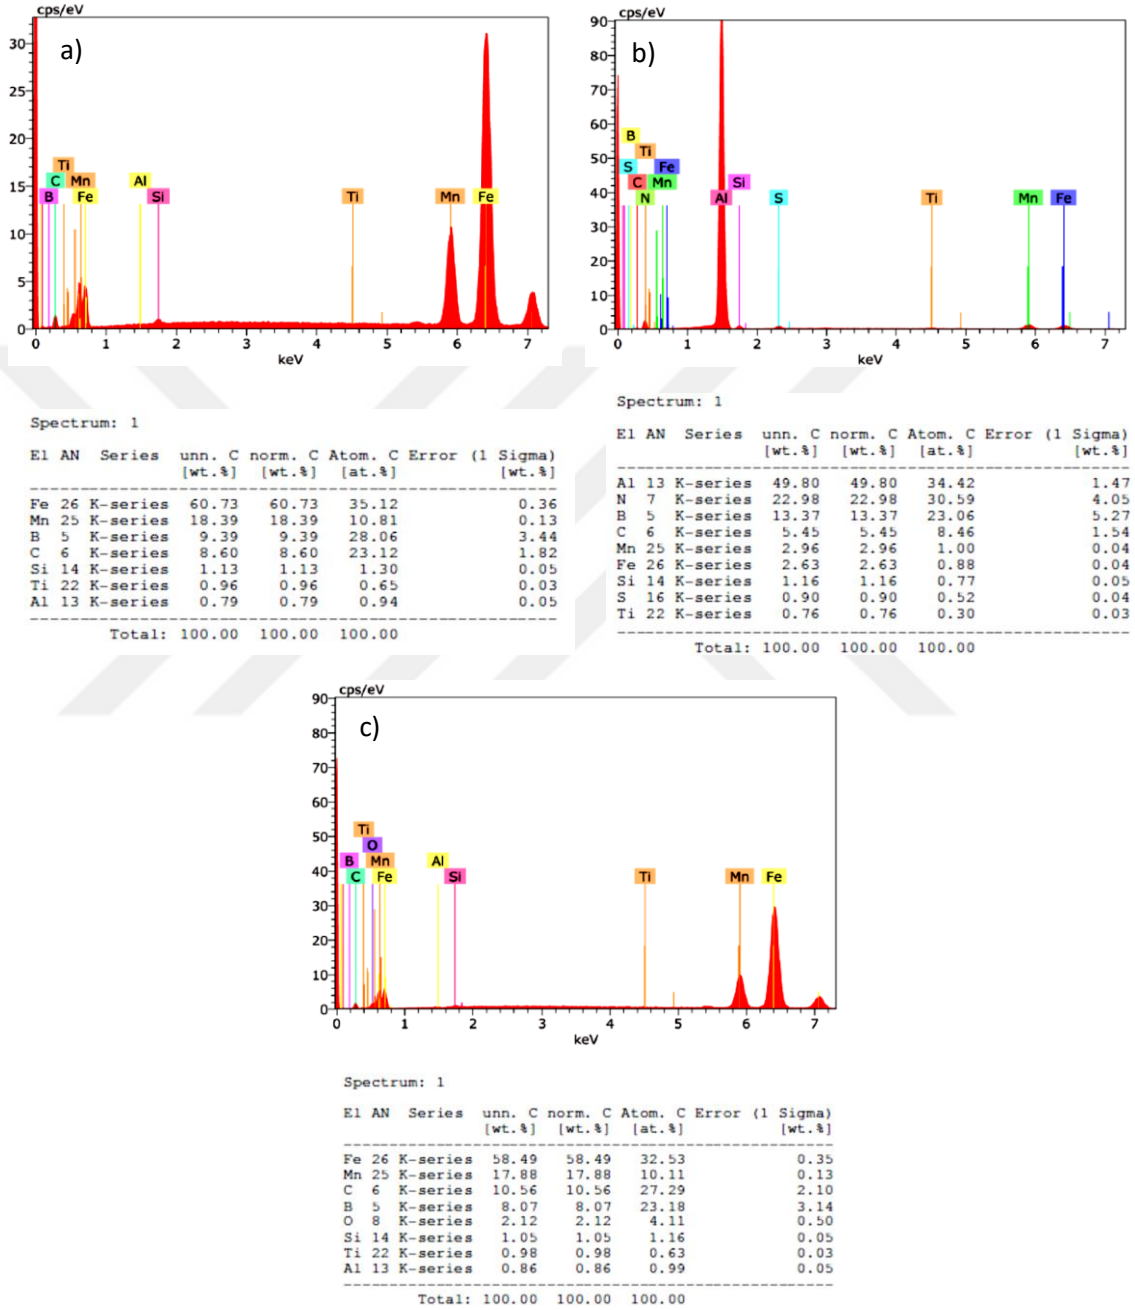 cps/eV
a)
30
25
20
15
10
5
0
Ti
C Mn Al
B Fe Si Ti Mn Fe
0 1 2 3 4 5 6 7
keV
Spectrum: 1
El AN Series unn. C norm. C Atom. C Error (1 Sigma)
[wt.%] [wt.%] [at.%] [wt.%]
Fe 26 K-series 60.73 60.73 35.12 0.36
Mn 25 K-series 18.39 18.39 10.81 0.13
B 5 K-series 9.39 9.39 28.06 3.44
C 6 K-series 8.60 8.60 23.12 1.82
Si 14 K-series 1.13 1.13 1.30 0.05
Ti 22 K-series 0.96 0.96 0.65 0.03
Al 13 K-series 0.79 0.79 0.94 0.05
Total: 100.00 100.00 100.00
cps/eV
b)
90
80
70
60
50
40
30
20
10
0
B
Ti
S Fe
C Mn Si
N Al S Ti Mn Fe
0 1 2 3 4 5 6 7
keV
Spectrum: 1
El AN Series unn. C norm. C Atom. C Error (1 Sigma)
[wt.%] [wt.%] [at.%] [wt.%]
Al 13 K-series 49.80 49.80 34.42 1.47
N 7 K-series 22.98 22.98 30.59 4.05
B 5 K-series 13.37 13.37 23.06 5.27
C 6 K-series 5.45 5.45 8.46 1.54
Mn 25 K-series 2.96 2.96 1.00 0.04
Fe 26 K-series 2.63 2.63 0.88 0.04
Si 14 K-series 1.16 1.16 0.77 0.05
S 16 K-series 0.90 0.90 0.52 0.04
Ti 22 K-series 0.76 0.76 0.30 0.03
Total: 100.00 100.00 100.00
cps/eV
c)
90
80
70
60
50
40
30
20
10
0
Ti
O
B Mn Al
C Fe Si Ti Mn Fe
0 1 2 3 4 5 6 7
keV
Spectrum: 1
El AN Series unn. C norm. C Atom. C Error (1 Sigma)
[wt.%] [wt.%] [at.%] [wt.%]
Fe 26 K-series 58.49 58.49 32.53 0.35
Mn 25 K-series 17.88 17.88 10.11 0.13
C 6 K-series 10.56 10.56 27.29 2.10
B 5 K-series 8.07 8.07 23.18 3.14
O 8 K-series 2.12 2.12 4.11 0.50
Si 14 K-series 1.05 1.05 1.16 0.05
Ti 22 K-series 0.98 0.98 0.63 0.03
Al 13 K-series 0.86 0.86 0.99 0.05
Total: 100.00 100.00 100.00